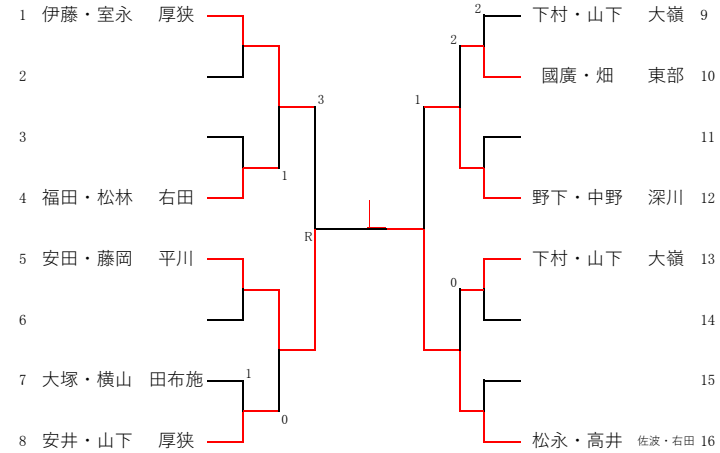 1 伊藤・室永 厚狭
2
3
4 福田・松林 右田
5 安田・藤岡 平川
6
7 大塚・横山 田布施
8 安井・山下 厚狭
3
1
R
1
0
2
2
1
0
下村・山下 大嶺 9
國廣・畑 東部 10
11
野下・中野 深川 12
下村・山下 大嶺 13
14
15
松永・高井 佐波・右田 16